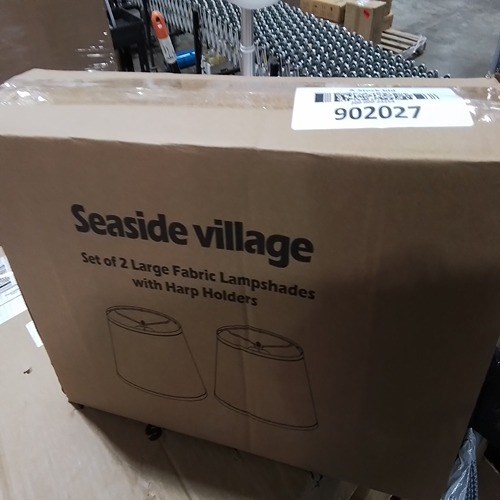 902027
Seaside village
Set of 2 Large Fabric Lampshades
with Harp Holders